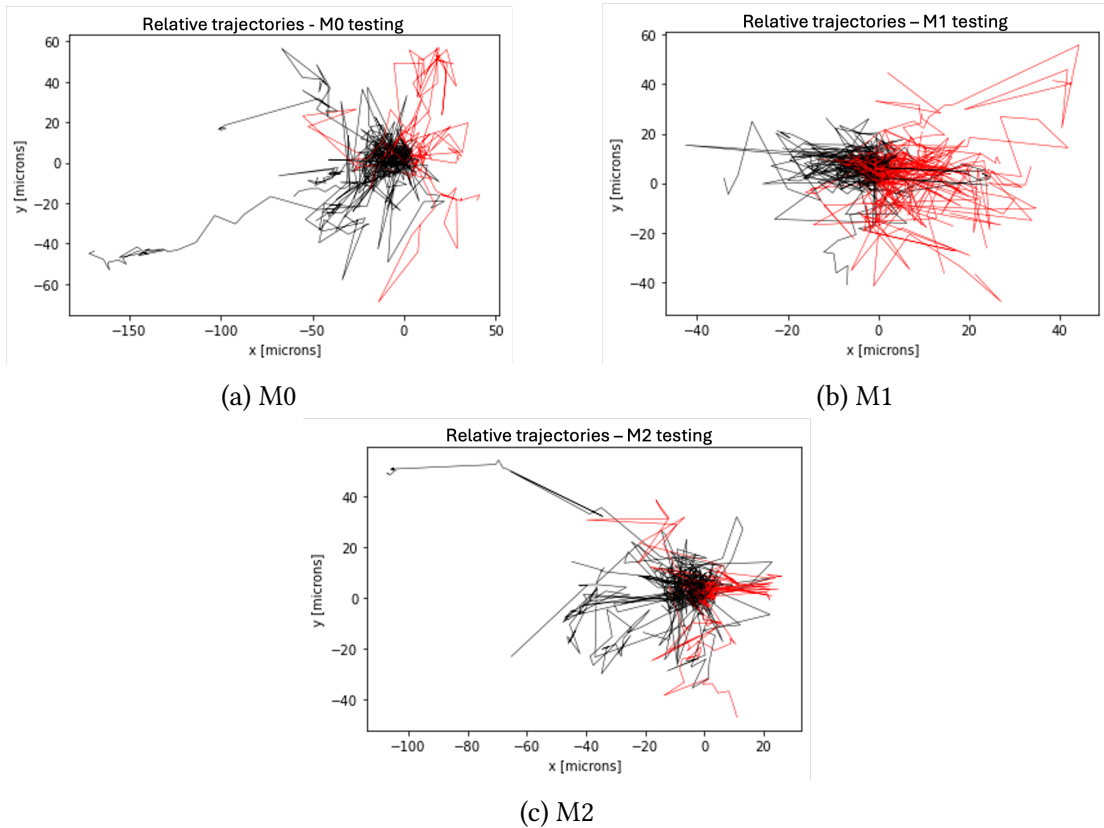 Relative trajectories - M0 testing
60
40
20
0
−20
−40
−60
y [microns]
−150
−100
−50
0
50
x [microns]
(a) M0
Relative trajectories – M1 testing
60
40
20
0
−20
−40
y [microns]
−40
−20
0
20
40
x [microns]
(b) M1
Relative trajectories – M2 testing
40
20
0
−20
−40
y [microns]
−100
−80
−60
−40
−20
0
20
x [microns]
(c) M2